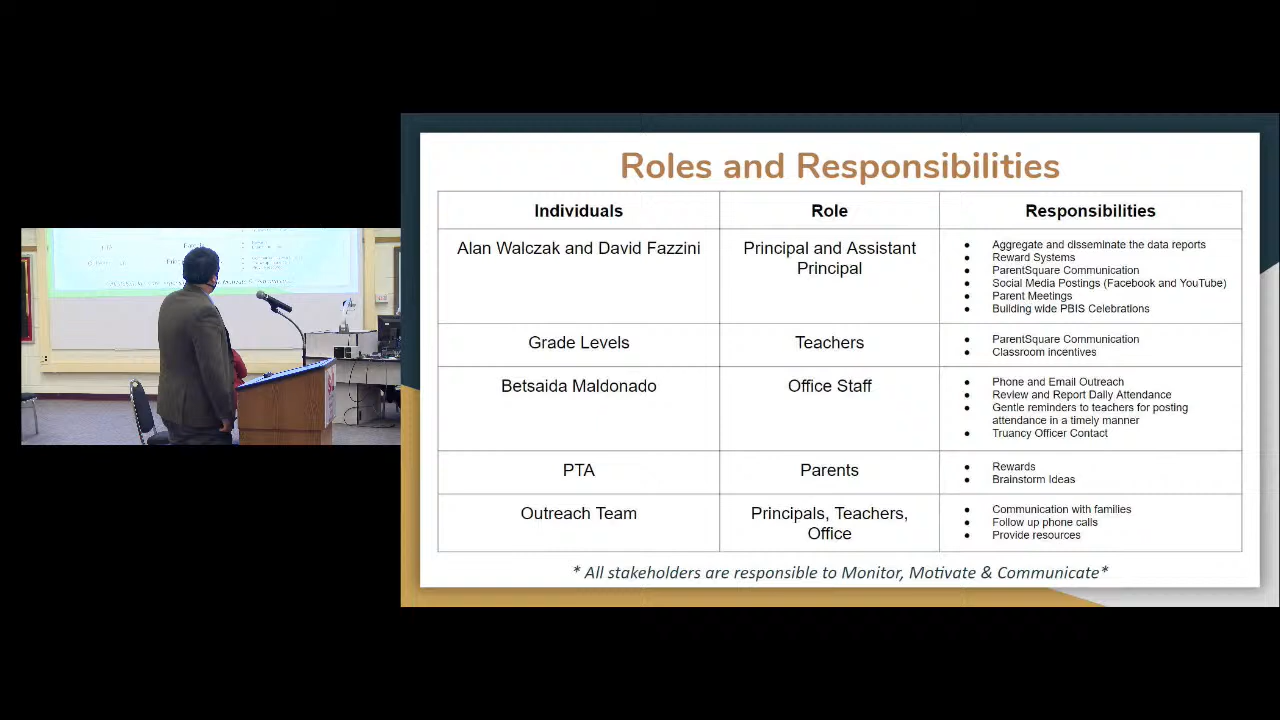 Roles and Responsibilities
Individuals
Role
Responsibilities
Alan Walczak and David Fazzini
Principal and Assistant
Principal
Aggregate and disseminate the data reports
Reward Systems
ParentSquare Communication
Social Media Postings (Facebook and YouTube)
Parent Meetings
Building wide PBIS Celebrations
Grade Levels
Teachers
ParentSquare Communication
Classroom incentives
Betsaida Maldonado
Office Staff
Phone and Email Outreach
Review and Report Daily Attendance
Gentle reminders to teachers for posting
attendance in a timely manner
Truancy Officer Contact
PTA
Parents
Rewards
Brainstorm Ideas
Outreach Team
Principals, Teachers,
Office
Communication with families
Follow up phone calls
Provide resources
* All stakeholders are responsible to Monitor, Motivate & Communicate*